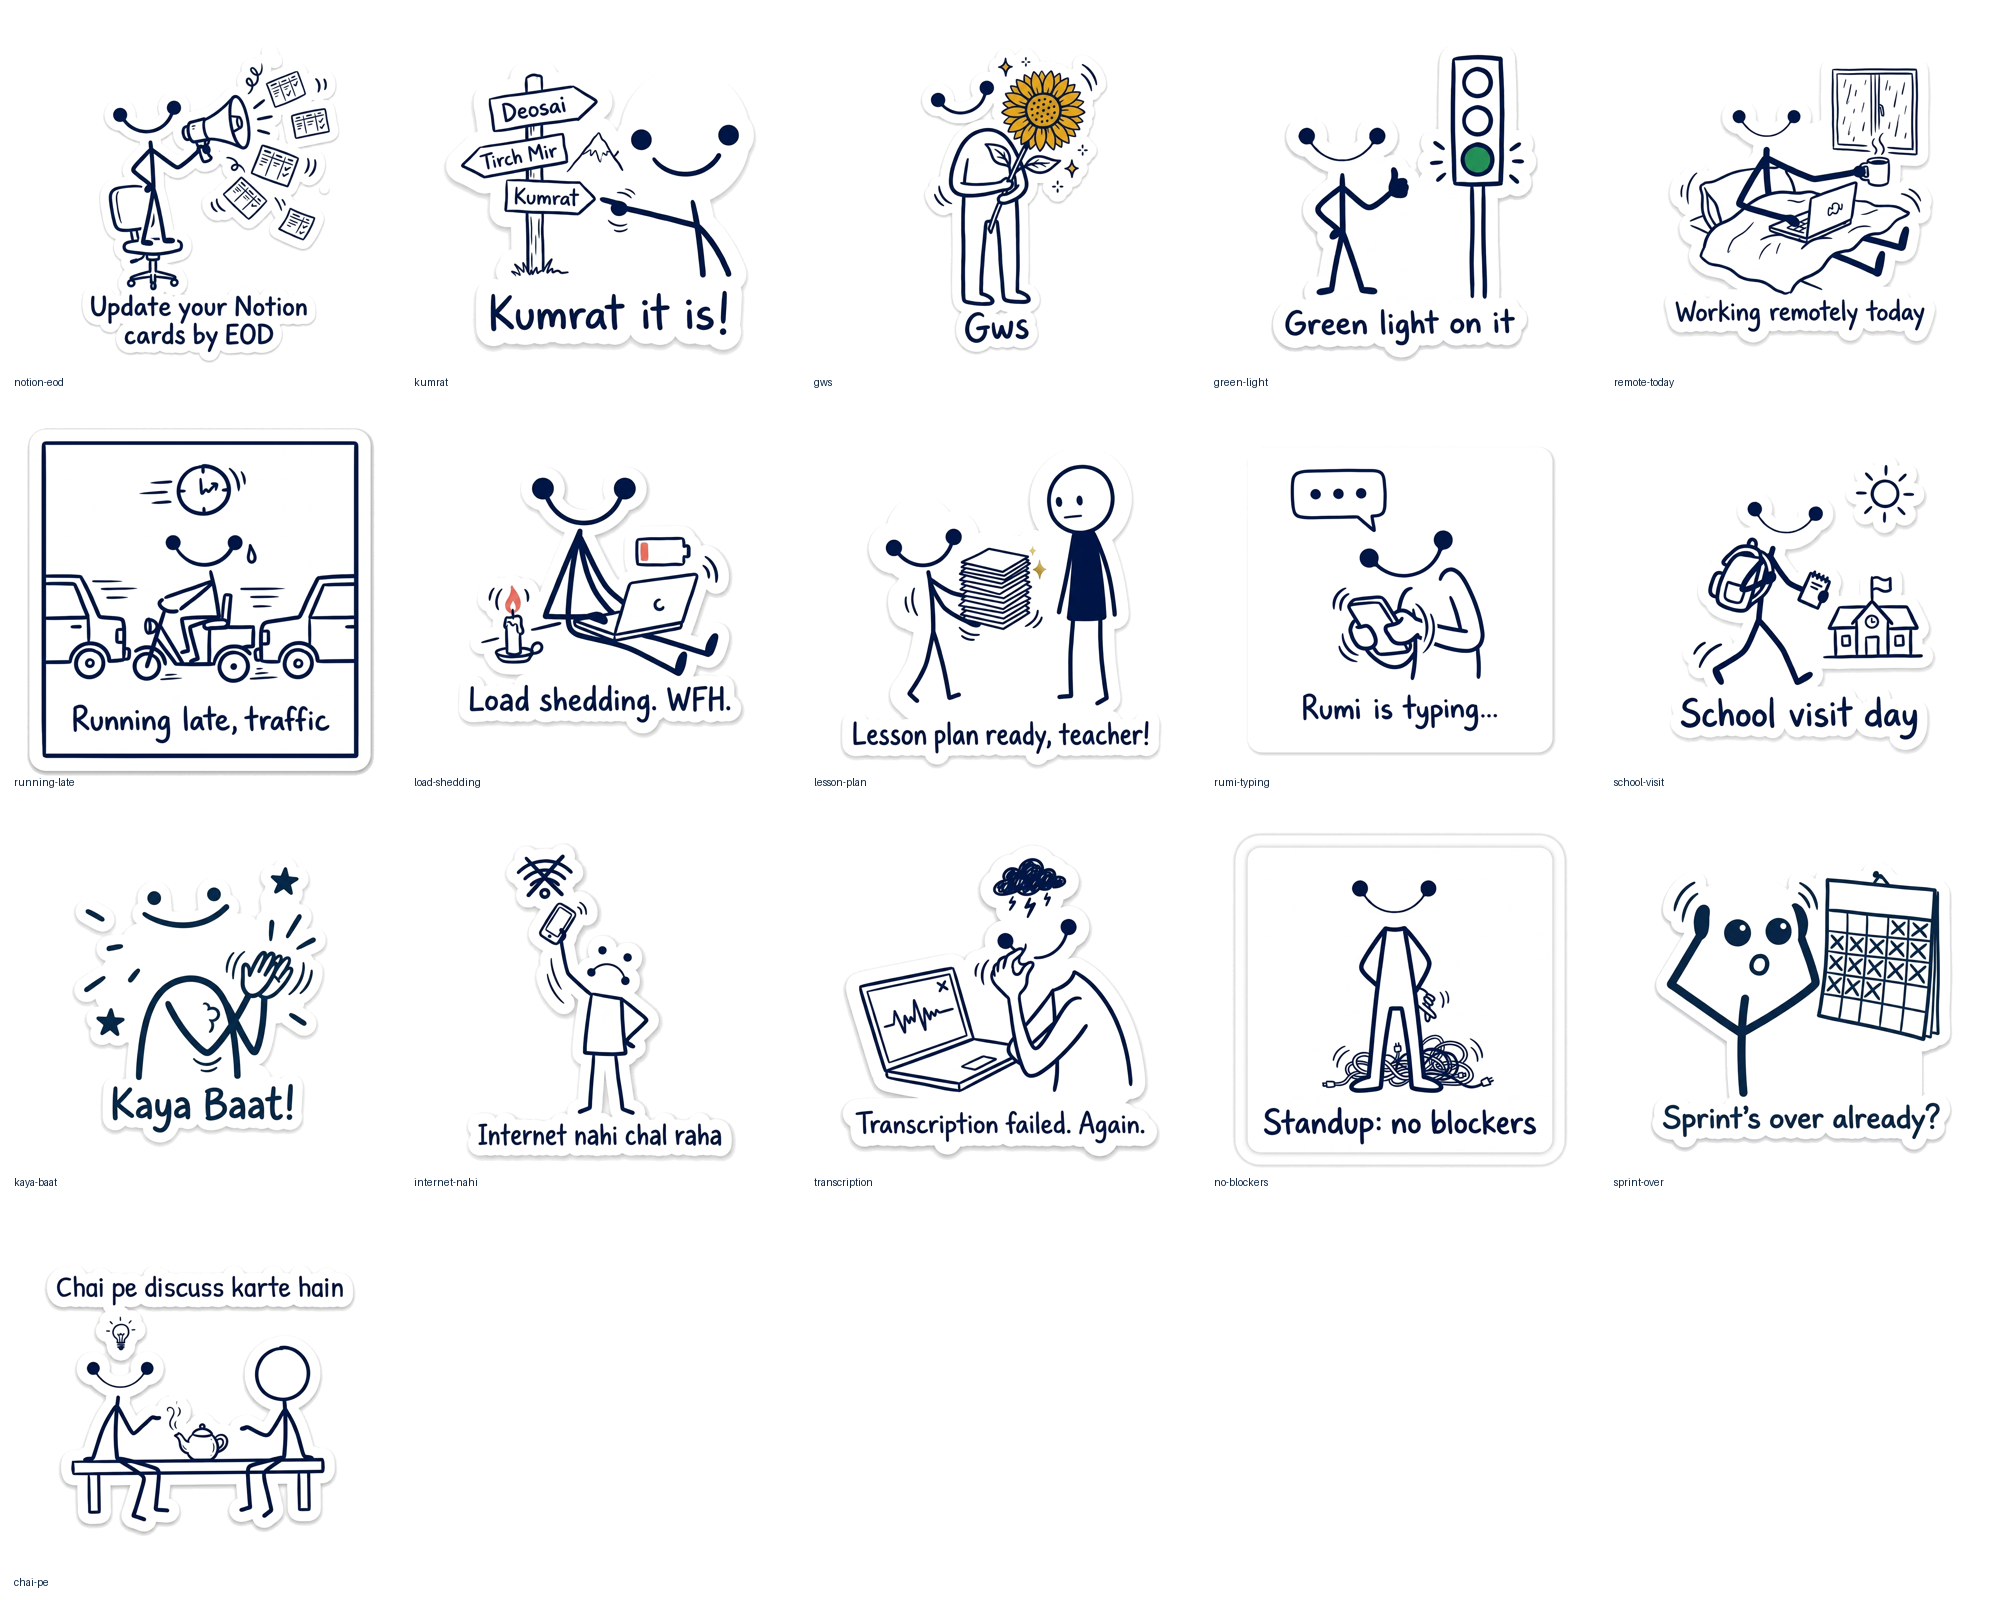 Deosai
Tirch Mir
Kumrat
Update your Notion
cards by EOD
Kumrat it is!
Gws
Green light on it
Working remotely today
notion-eod
kumrat
gws
green-light
remote-today
Running late, traffic
Load shedding. WFH.
Lesson plan ready, teacher!
Rumi is typing...
School visit day
running-late
load-shedding
lesson-plan
rumi-typing
school-visit
Kaya Baat!
Internet nahi chal raha
Transcription failed. Again.
Standup: no blockers
Sprint's over already?
kaya-baat
internet-nahi
transcription
no-blockers
sprint-over
Chai pe discuss karte hain
chai-pe